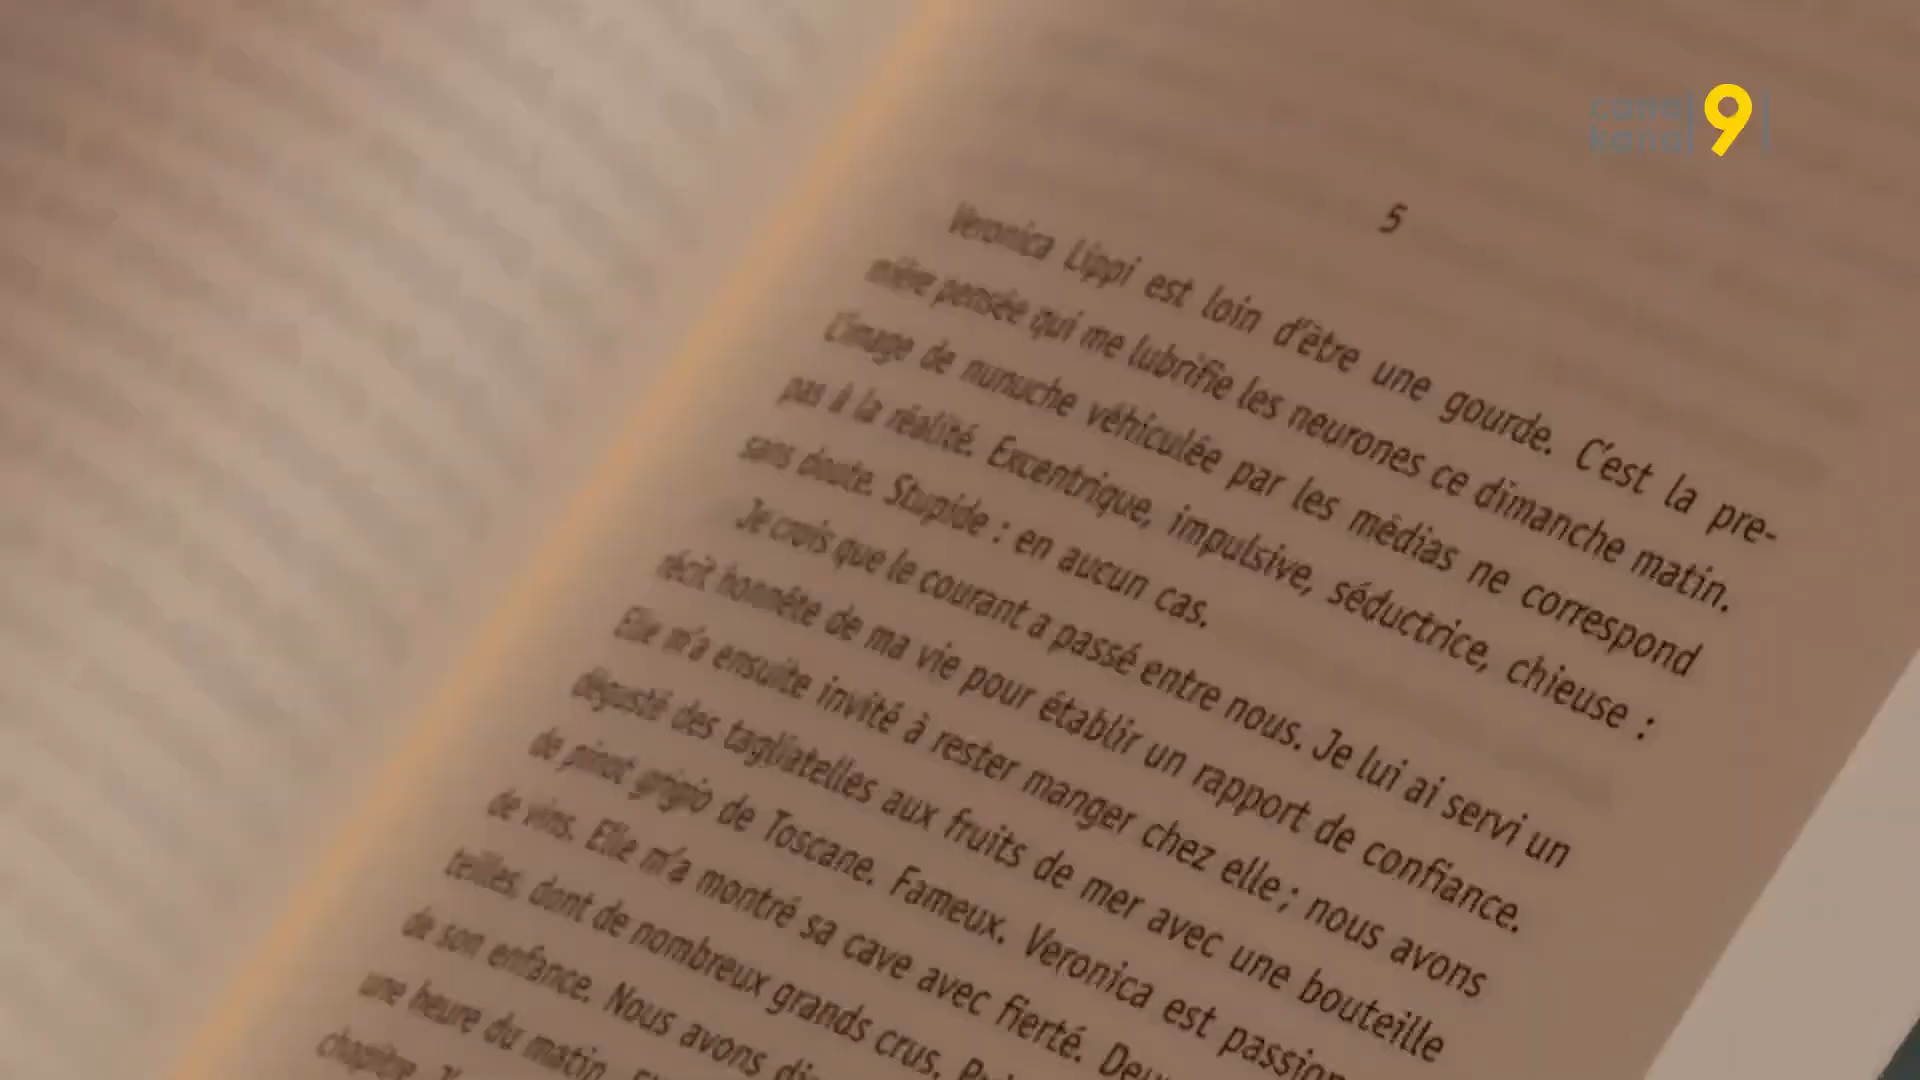 canal
kanal 9
5
Veronica Lippi est loin d'être une gourde. C'est la pre-
mière pensée qui me lubrifie les neurones ce dimanche matin.
L'image de nunuche véhiculée par les médias ne correspond
pas à la réalité. Excentrique, impulsive, séductrice, chieuse :
sans doute. Stupide : en aucun cas.
Je crois que le courant a passé entre nous. Je lui ai servi un
récit honnête de ma vie pour établir un rapport de confiance.
Elle m'a ensuite invité à rester manger chez elle ; nous avons
dégusté des tagliatelles aux fruits de mer avec une bouteille
de pinot grigio de Toscane. Fameux. Veronica est passion
de vins. Elle m'a montré sa cave avec fierté. Deux
teilles, dont de nombreux grands crus.
de son enfance. Nous avons
une heure du matin
chapitre.